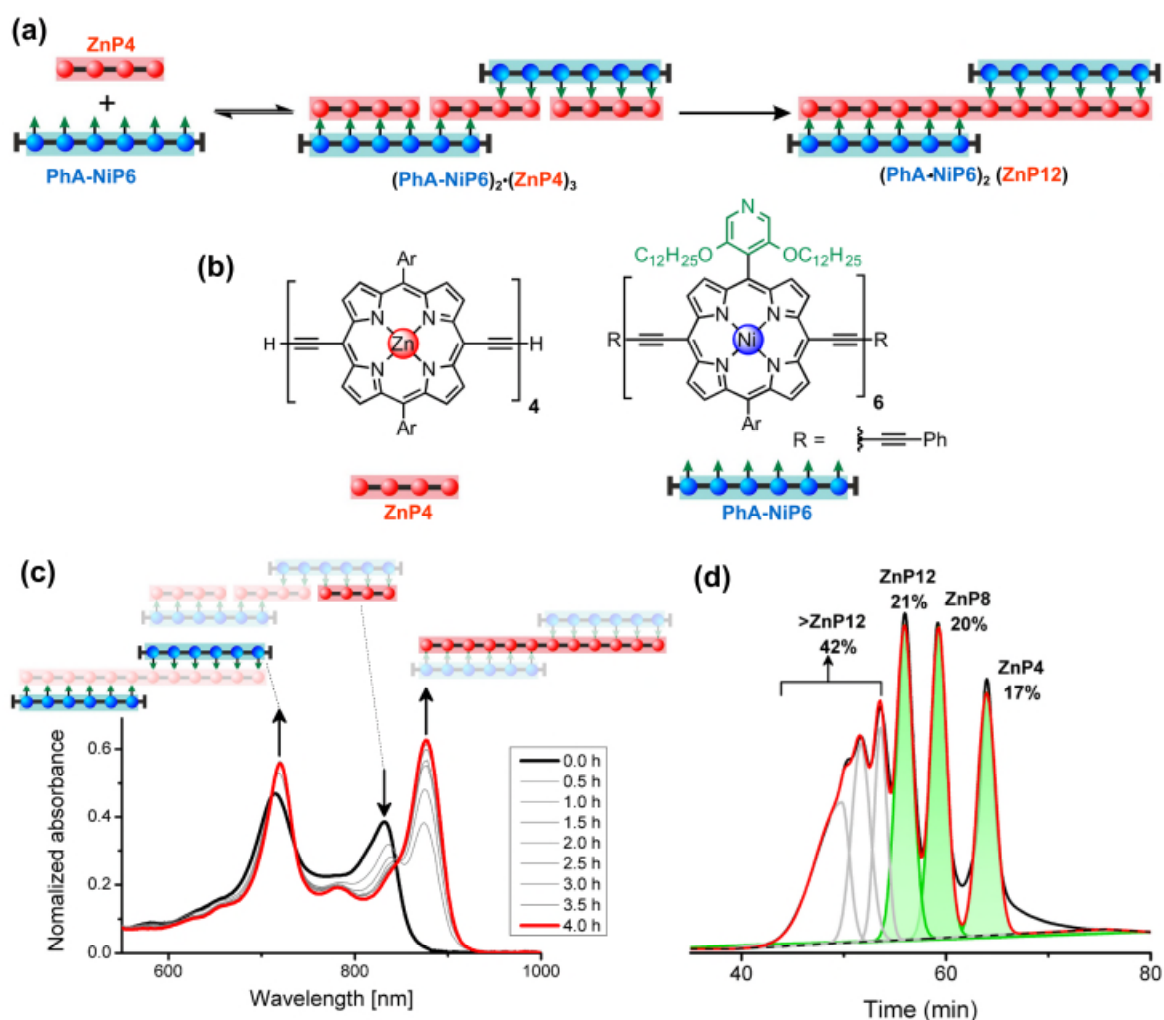 (a)
ZnP4
+
PhA-NiP6
(PhA-NiP6)₂•(ZnP4)₃
(PhA•NiP6)₂ (ZnP12)
(b)
Ar
N N
Zn
N N
H
H
4
Ar
ZnP4
N
C₁₂H₂₅O
OC₁₂H₂₅
N N
Ni
N N
R
R
6
Ar
R =
Ph
PhA-NiP6
(c)
Nomalized absorbance
0.6
0.4
0.2
0.0
600
800
1000
Wavelength [nm]
0.0 h
0.5 h
1.0 h
1.5 h
2.0 h
2.5 h
3.0 h
3.5 h
4.0 h
(d)
>ZnP12
42%
ZnP12
21%
ZnP8
20%
ZnP4
17%
40
60
80
Time (min)